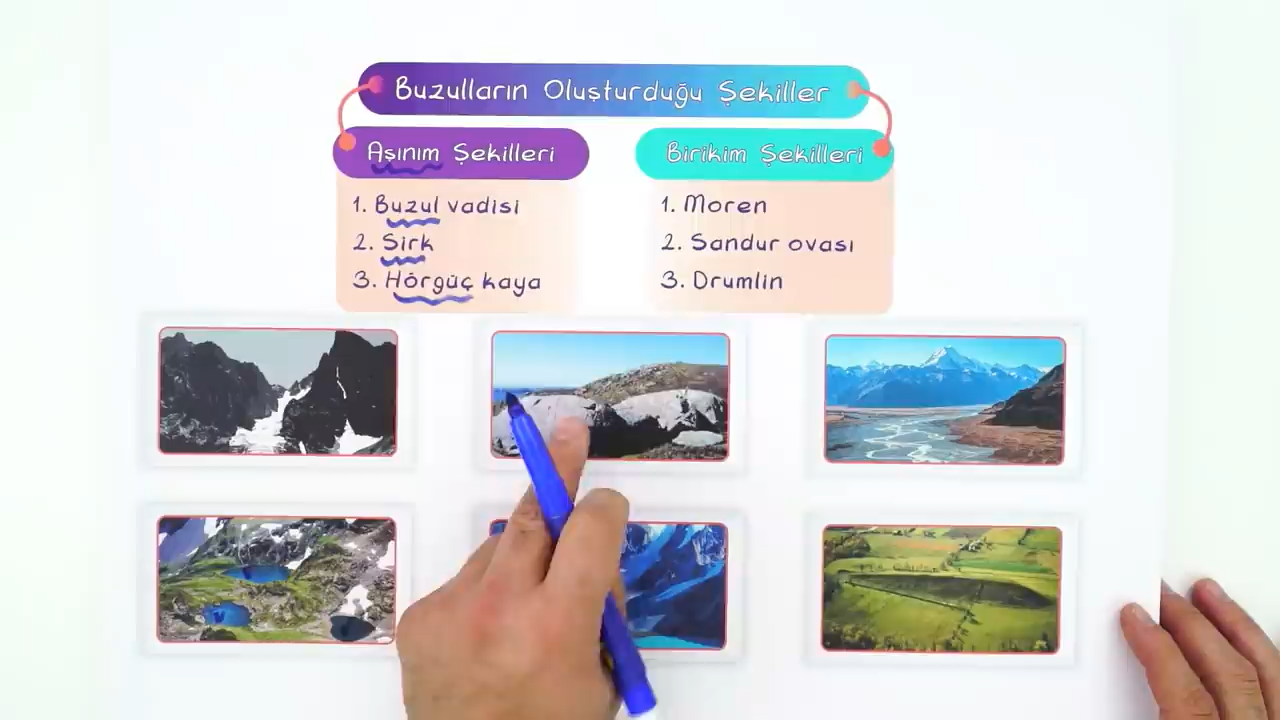 Buzulların Oluşturduğu Şekiller
Aşınım Şekilleri
1. Buzul vadisi
2. Sirk
3. Hörgüç kaya
Birikim Şekilleri
1. Moren
2. Sandur ovası
3. Drumlin